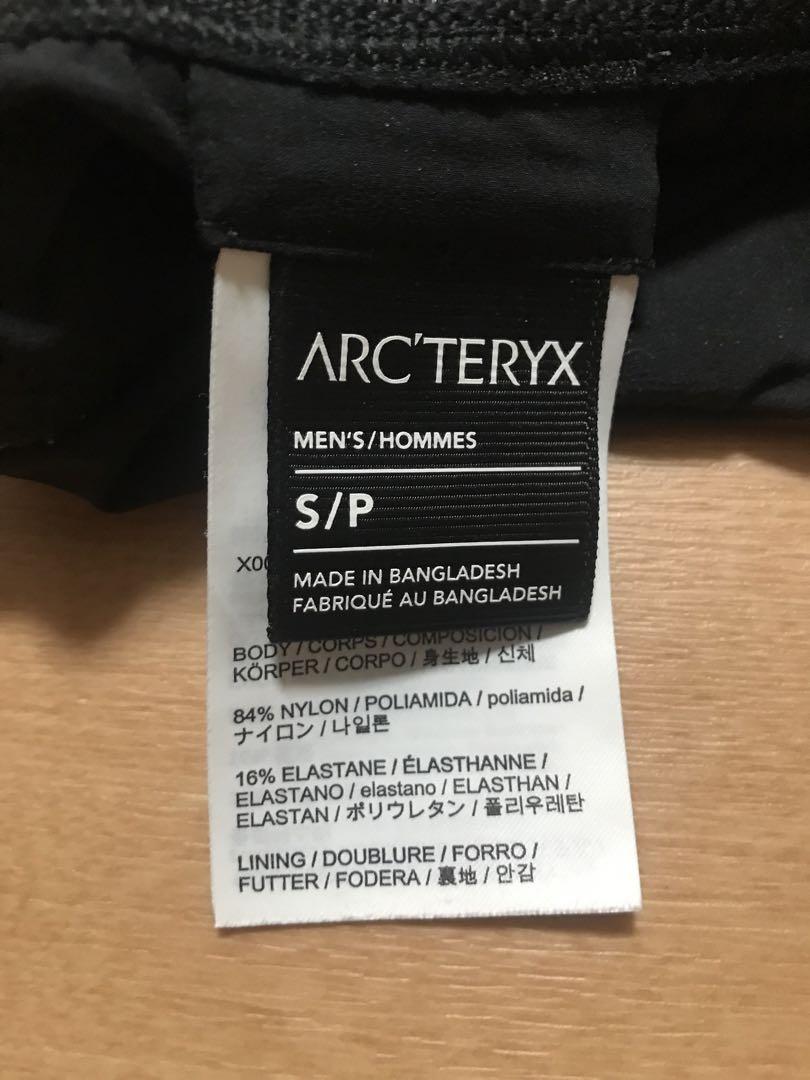 ARC'TERYX
MEN'S/HOMMES
S/P
MADE IN BANGLADESH
FABRIQUÉ AU BANGLADESH
X00
BODY / CORPS / COMPOSICION /
KÖRPER / CORPO / 身生地 / 신체
84% NYLON / POLIAMIDA / poliamida /
ナイロン / 나일론
16% ELASTANE / ÉLASTHANNE /
ELASTANO / elastano / ELASTHAN /
ELASTAN / ポリウレタン / 폴리우레탄
LINING / DOUBLURE / FORRO /
FUTTER / FODERA / 裏地 / 안감